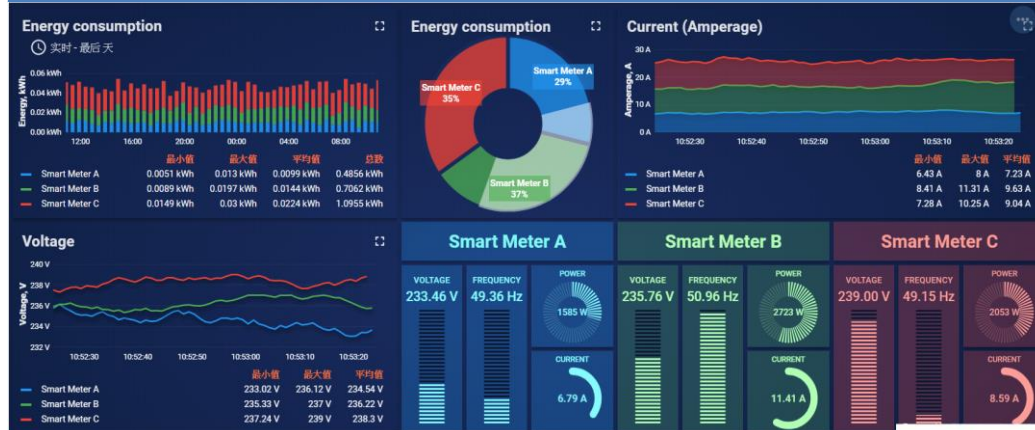 Energy consumption
实时 - 最后 天
Energy, kWh
0.06 kWh
0.04 kWh
0.02 kWh
0.00 kWh
12:00 16:00 20:00 00:00 04:00 08:00
最小值 最大值 平均值 总数
Smart Meter A 0.0051 kWh 0.013 kWh 0.0099 kWh 0.4856 kWh
Smart Meter B 0.0089 kWh 0.0197 kWh 0.0144 kWh 0.7062 kWh
Smart Meter C 0.0149 kWh 0.03 kWh 0.0224 kWh 1.0955 kWh
Energy consumption
Smart Meter A
29%
Smart Meter C
35%
Smart Meter B
37%
Current (Amperage)
Amperage, A
30 A
20 A
10 A
0 A
10:52:30 10:52:40 10:52:50 10:53:00 10:53:10 10:53:20
最小值 最大值 平均值
Smart Meter A 6.43 A 8 A 7.23 A
Smart Meter B 8.41 A 11.31 A 9.63 A
Smart Meter C 7.28 A 10.25 A 9.04 A
Voltage
Voltage, V
240 V
238 V
236 V
234 V
232 V
10:52:30 10:52:40 10:52:50 10:53:00 10:53:10 10:53:20
最小值 最大值 平均值
Smart Meter A 233.02 V 236.12 V 234.54 V
Smart Meter B 235.33 V 237 V 236.22 V
Smart Meter C 237.24 V 239 V 238.3 V
Smart Meter A
VOLTAGE
233.46 V
FREQUENCY
49.36 Hz
POWER
1585 W
CURRENT
6.79 A
Smart Meter B
VOLTAGE
235.76 V
FREQUENCY
50.96 Hz
POWER
2723 W
CURRENT
11.41 A
Smart Meter C
VOLTAGE
239.00 V
FREQUENCY
49.15 Hz
POWER
2053 W
CURRENT
8.59 A